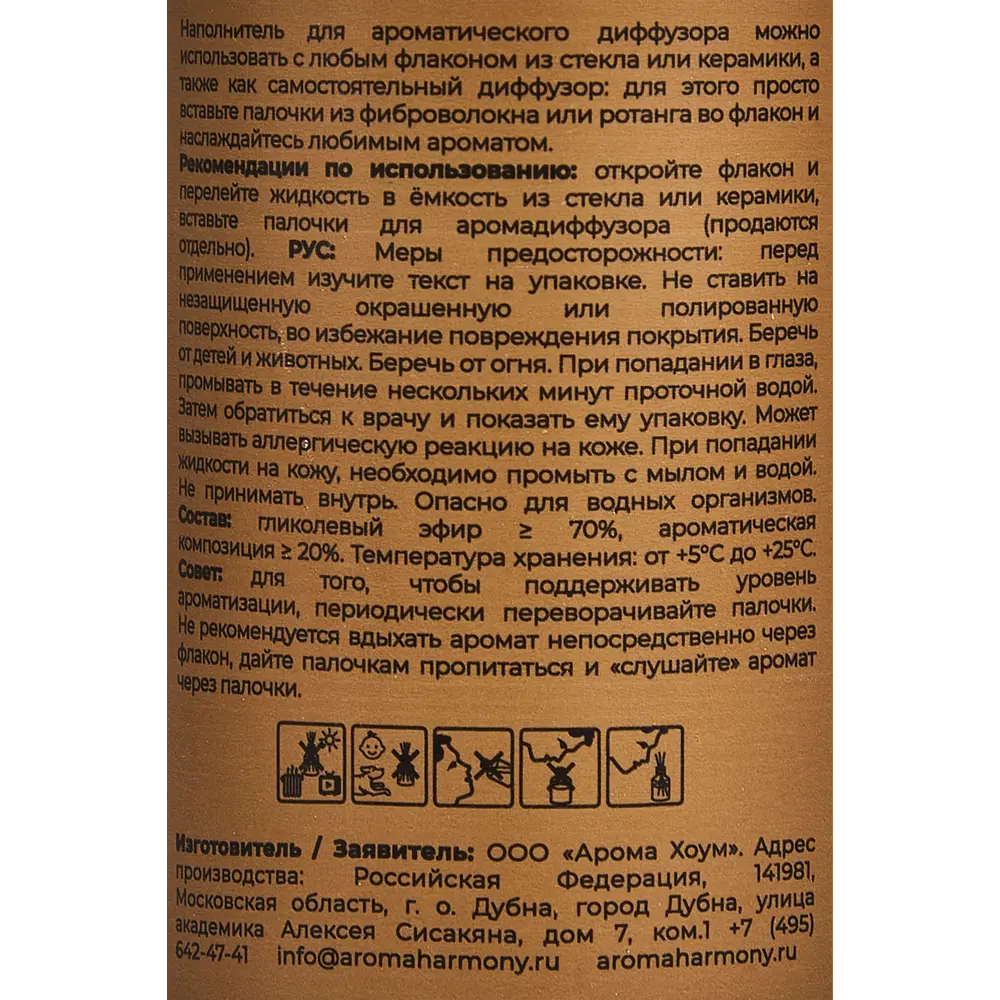 Наполнитель для ароматического диффузора можно
использовать с любым флаконом из стекла или керамики, а
также как самостоятельный диффузор: для этого просто
вставьте палочки из фиброволокна или ротанга во флакон и
наслаждайтесь любимым ароматом.
Рекомендации по использованию: откройте флакон и
перелейте жидкость в ёмкость из стекла или керамики,
вставьте палочки для аромадиффузора (продаются
отдельно). РУС: Меры предосторожности: перед
применением изучите текст на упаковке. Не ставить на
незащищенную окрашенную или полированную
поверхность, во избежание повреждения покрытия. Беречь
от детей и животных. Беречь от огня. При попадании в глаза,
промывать в течение нескольких минут проточной водой.
Затем обратиться к врачу и показать ему упаковку. Может
вызывать аллергическую реакцию на коже. При попадании
жидкости на кожу, необходимо промыть с мылом и водой.
Не принимать внутрь. Опасно для водных организмов.
Состав: гликолевый эфир ≥ 70%, ароматическая
композиция ≥ 20%. Температура хранения: от +5°С до +25°С.
Совет: для того, чтобы поддерживать уровень
ароматизации, периодически переворачивайте палочки.
Не рекомендуется вдыхать аромат непосредственно через
флакон, дайте палочкам пропитаться и «слушайте» аромат
через палочки.
Изготовитель / Заявитель: ООО «Арома Хоум». Адрес
производства: Российская Федерация, 141981,
Московская область, г. о. Дубна, город Дубна, улица
академика Алексея Сисакяна, дом 7, ком.1 +7 (495)
642-47-41 info@aromaharmony.ru aromaharmony.ru